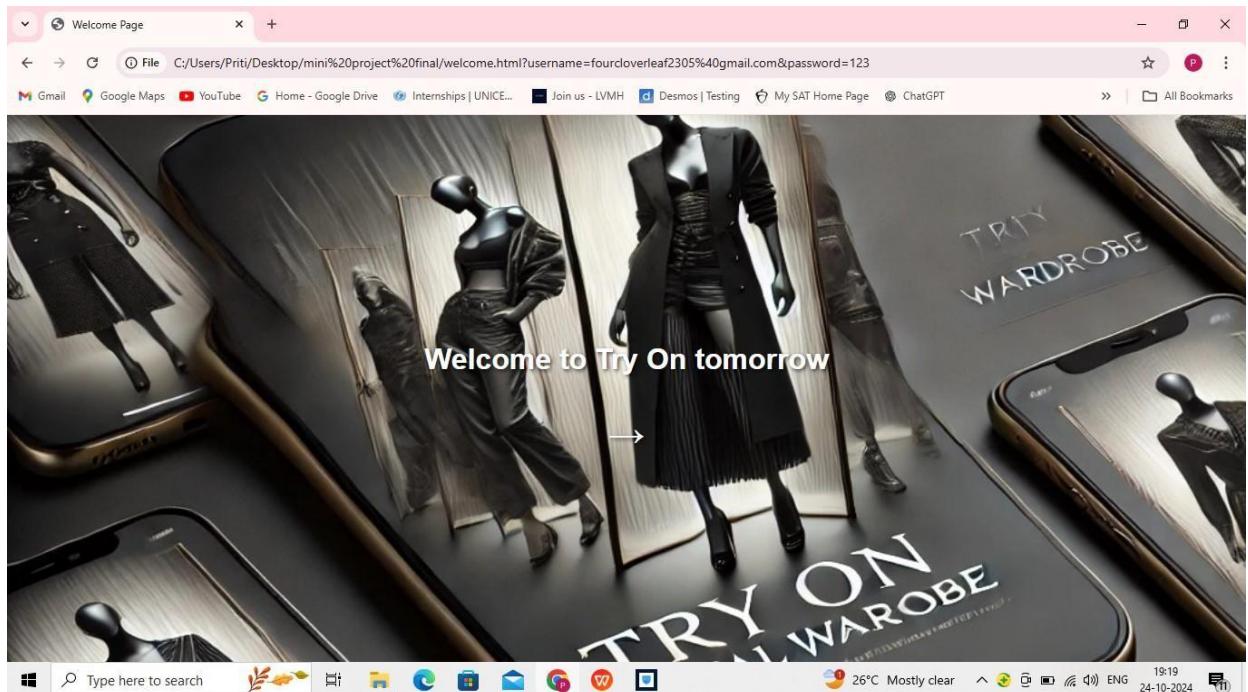 Welcome Page
File C:/Users/Priti/Desktop/mini%20project%20final/welcome.html?username=fourcloverleaf2305%40gmail.com&password=123 P
Gmail Google Maps YouTube Home - Google Drive Internships | UNICE... Join us - LVMH Desmos | Testing My SAT Home Page ChatGPT » All Bookmarks
TRIY
WARDROBE
Welcome to Try On tomorrow
→
TRY ON
AL WAROBE
Type here to search 26°C Mostly clear ENG 19:19
24-10-2024